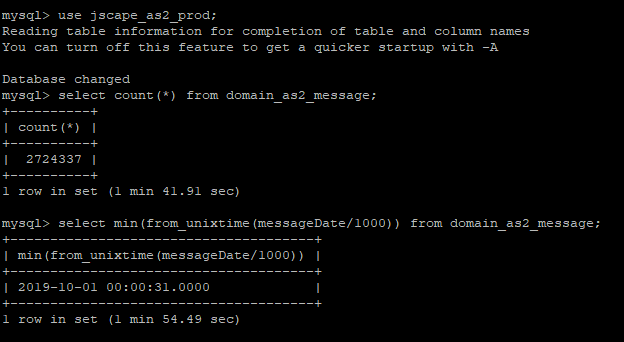 mysql> use jscape_as2_prod;
Reading table information for completion of table and column names
You can turn off this feature to get a quicker startup with -A
Database changed
mysql> select count(*) from domain_as2_message;
+----------+
| count(*) |
+----------+
|  2724337 |
+----------+
1 row in set (1 min 41.91 sec)
mysql> select min(from_unixtime(messageDate/1000)) from domain_as2_message;
+--------------------------------------+
| min(from_unixtime(messageDate/1000)) |
+--------------------------------------+
| 2019-10-01 00:00:31.0000             |
+--------------------------------------+
1 row in set (1 min 54.49 sec)